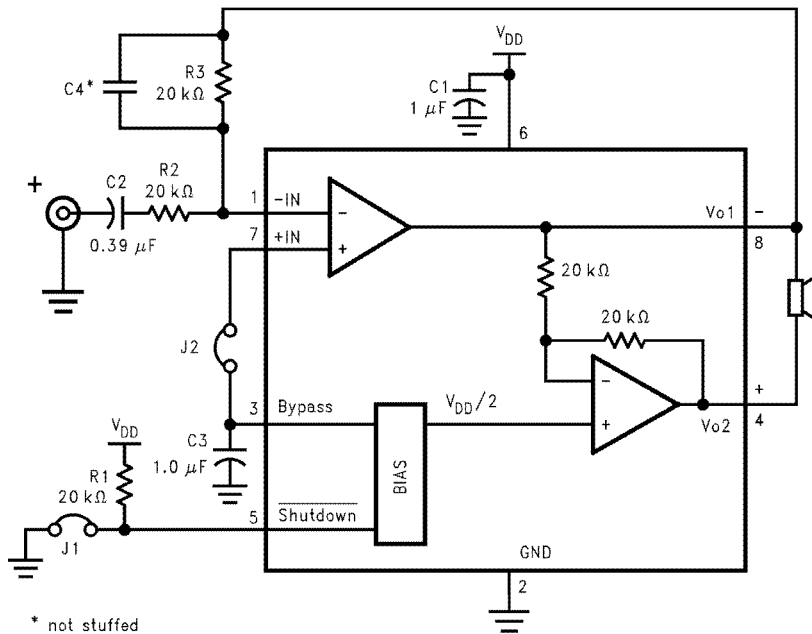 V_DD
C1
1 μF
6
C4*
R3
20 kΩ
+
C2
0.39 μF
R2
20 kΩ
1
-IN
7
+IN
-
+
Vo1
-
8
20 kΩ
20 kΩ
J2
3
Bypass
V_DD/2
-
+
+
Vo2
4
V_DD
C3
1.0 μF
BIAS
R1
20 kΩ
5
Shutdown
J1
GND
2
* not stuffed